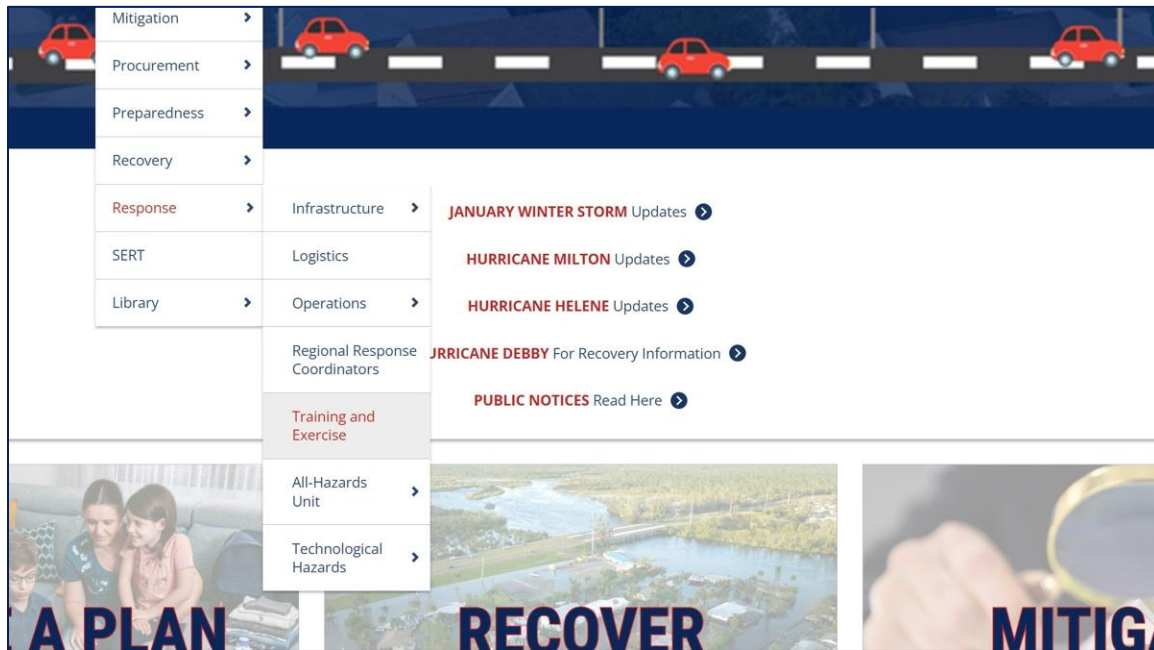 Mitigation
Procurement
Preparedness
Recovery
Response
SERT
Library
Infrastructure
Logistics
Operations
Regional Response
Coordinators
Training and
Exercise
All-Hazards
Unit
Technological
Hazards
JANUARY WINTER STORM Updates
HURRICANE MILTON Updates
HURRICANE HELENE Updates
DEBBY For Recovery Information
PUBLIC NOTICES Read Here
A PLAN
RECOVER